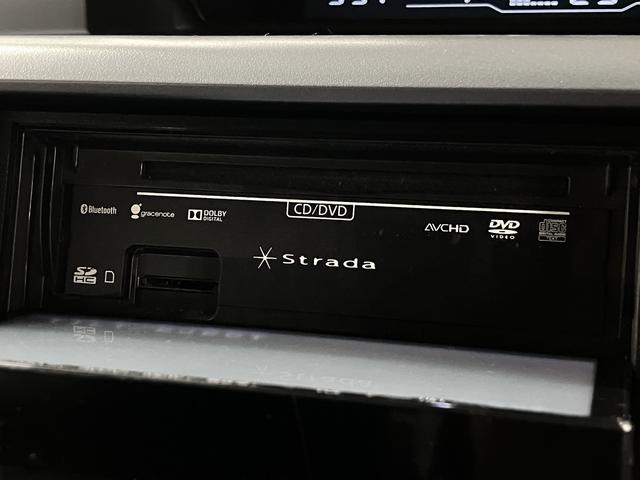 CD/DVD
Bluetooth
gracenote
DOLBY
DIGITAL
AVCHD
DVD
VIDEO
COMPACT
disc
DIGITAL AUDIO
TEXT
Strada
SD
HC